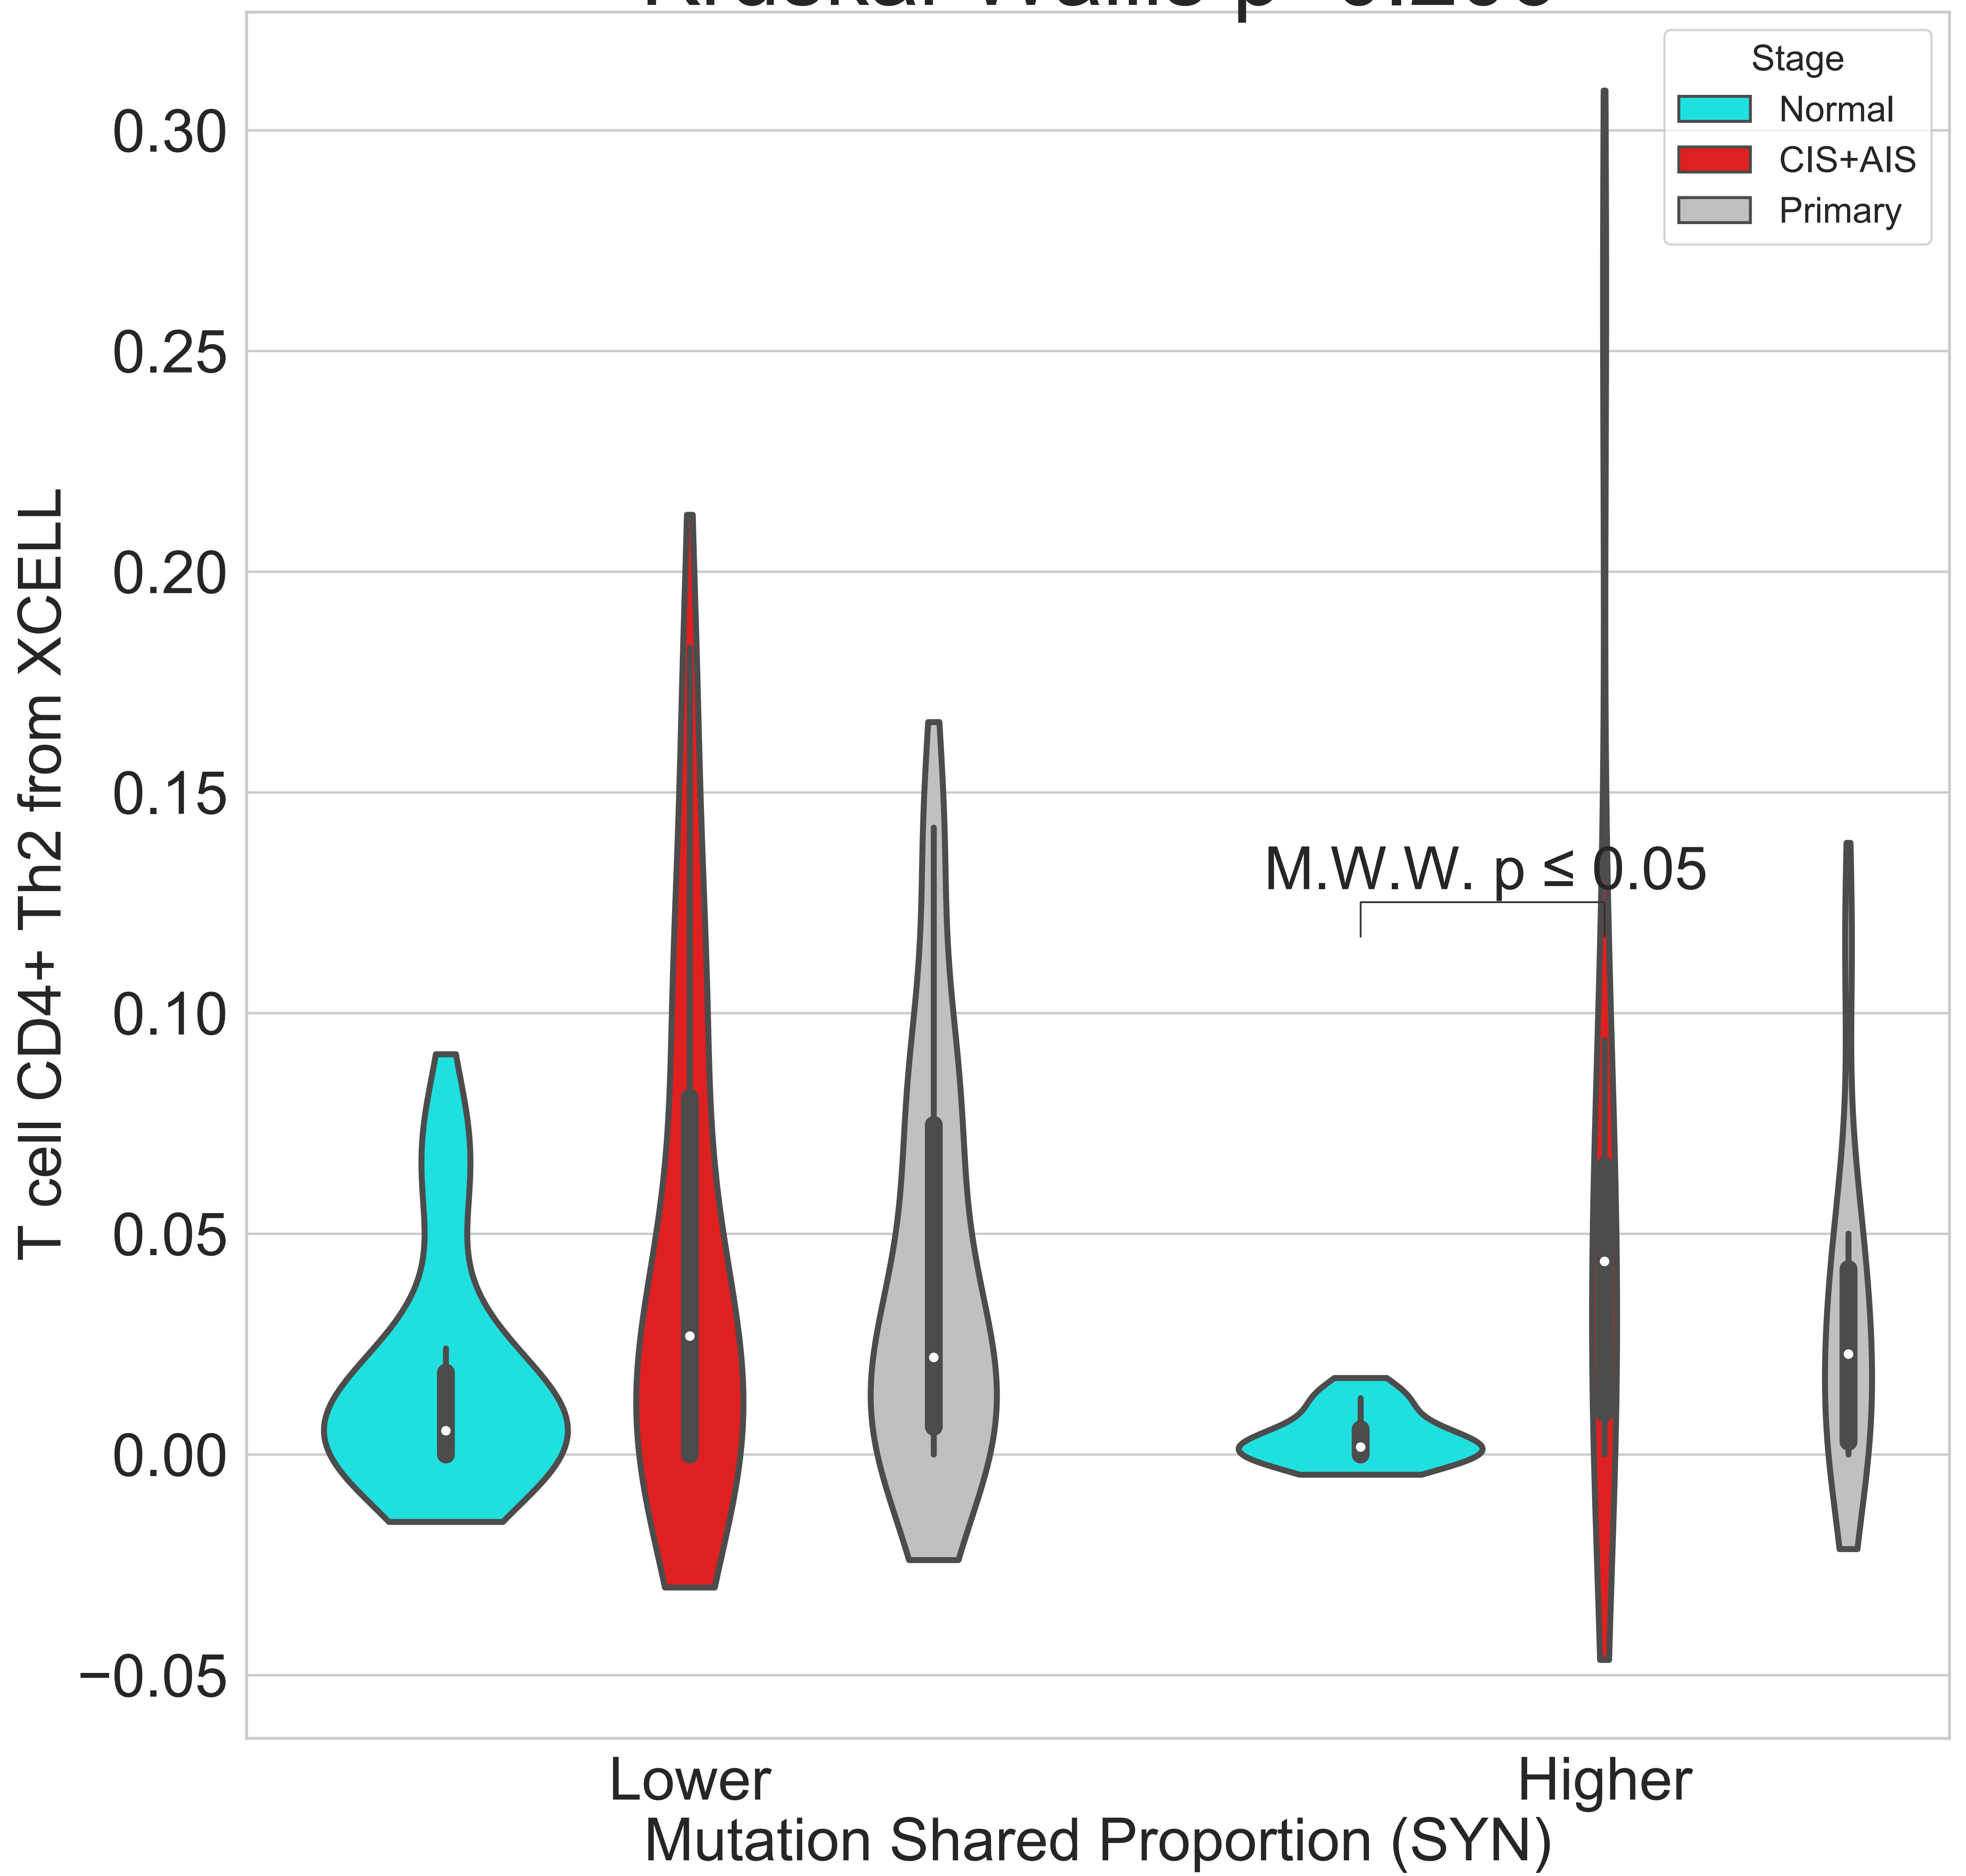 Stage
Normal
CIS+AIS
Primary
0.30
0.25
0.20
0.15
0.10
0.05
0.00
−0.05
T cell CD4+ Th2 from XCELL
M.W.W. p ≤ 0.05
Lower
Higher
Mutation Shared Proportion (SYN)